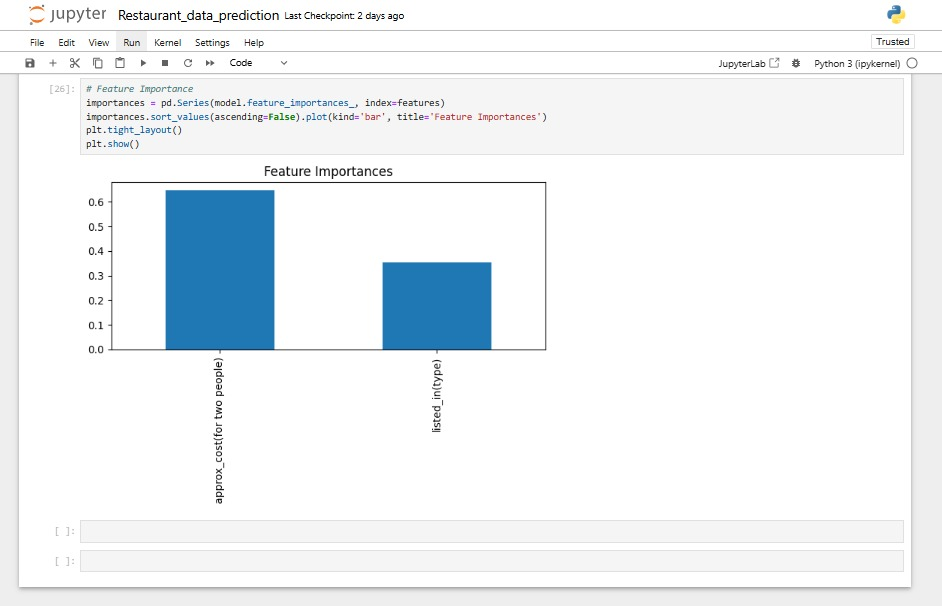 jupyter Restaurant_data_prediction Last Checkpoint: 2 days ago
File Edit View Run Kernel Settings Help
Trusted
Code
JupyterLab
Python 3 (ipykernel)
[26]:
# Feature Importance
importances = pd.Series(model.feature_importances_, index=features)
importances.sort_values(ascending=False).plot(kind='bar', title='Feature Importances')
plt.tight_layout()
plt.show()
Feature Importances
0.6
0.5
0.4
0.3
0.2
0.1
0.0
approx_cost(for two people)
listed_in(type)
[ ]:
[ ]: